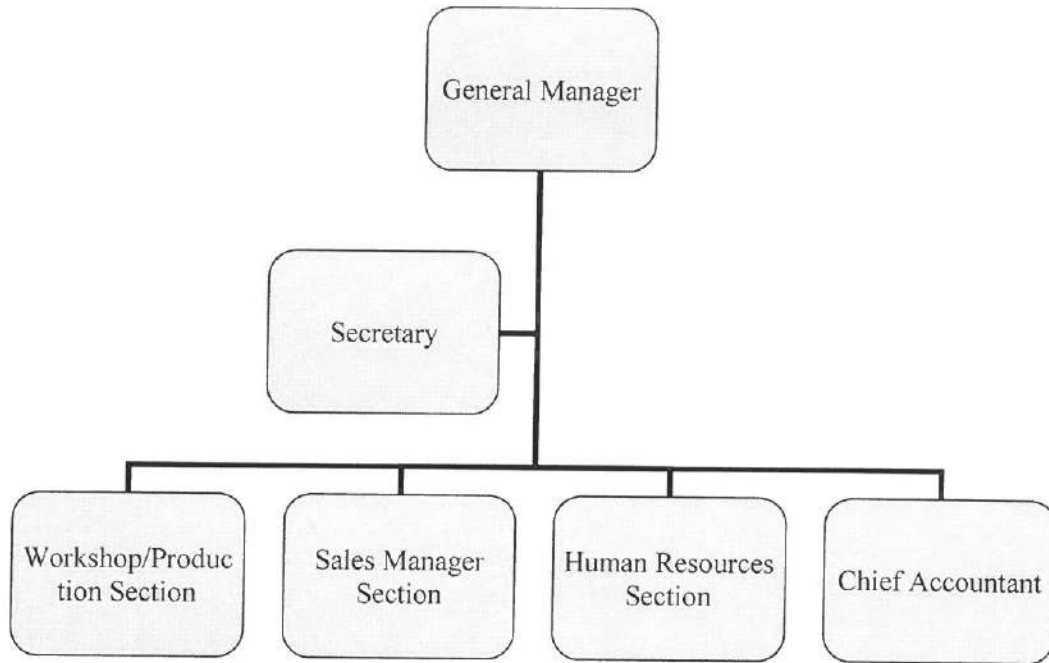 General Manager
Secretary
Workshop/Produc
tion Section
Sales Manager
Section
Human Resources
Section
Chief Accountant